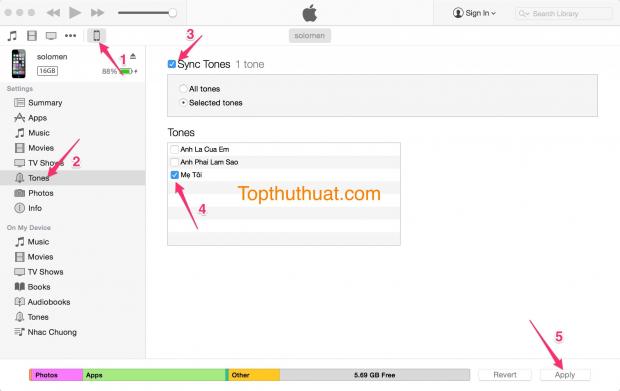 Sign In
Search Library
solomen
1
3
solomen
16GB
88%
Sync Tones 1 tone
Settings
Summary
Apps
Music
Movies
TV Shows
2
Tones
Photos
Info
All tones
Selected tones
Tones
Anh La Cua Em
Anh Phai Lam Sao
Mẹ Tôi
Topthuthuat.com
4
On My Device
Music
Movies
TV Shows
Books
Audiobooks
Tones
Nhac Chuong
5
Photos
Apps
Other
5.69 GB Free
Revert
Apply